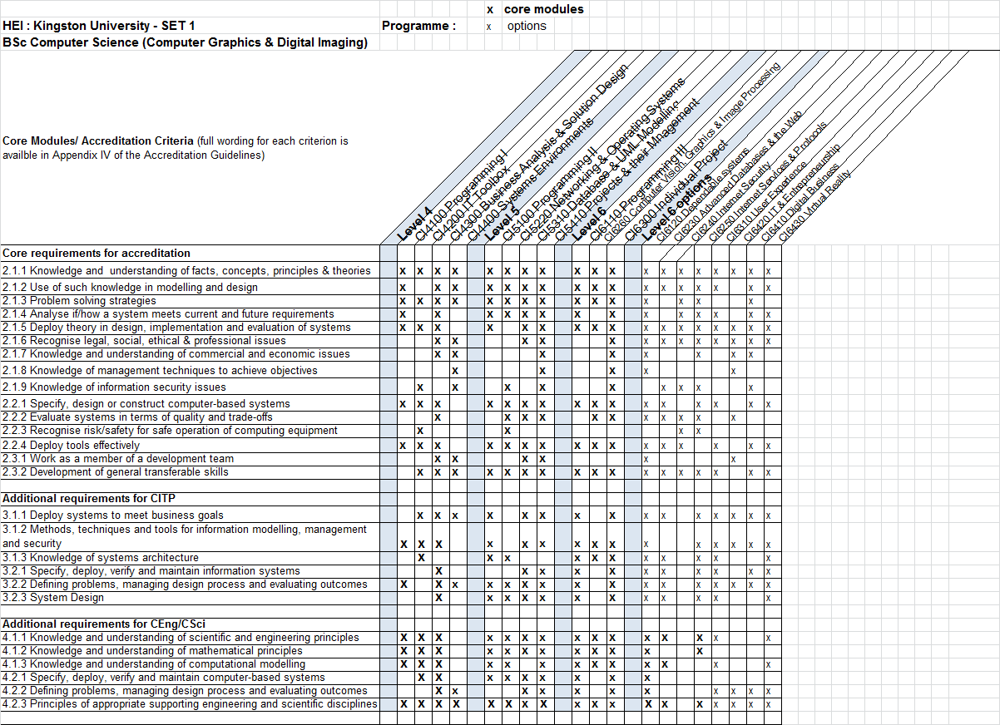 x core modules
HEI : Kingston University - SET 1 Programme : x options
BSc Computer Science (Computer Graphics & Digital Imaging)
Core Modules/ Accreditation Criteria (full wording for each criterion is
availble in Appendix IV of the Accreditation Guidelines)
Level 4
CI4100 Programming I
CI4200 IT Toolbox
CI4300 Business Analysis & Solution Design
CI4400 Systems Environments
Level 5
CI5100 Programming II
CI5220 Networking & Operating Systems
CI5310 Database & UML Modelling
CI5410 Projects & their Mnagement
Level 6
CI6110 Programming III
CI6260 Computer Vision, Graphics & Image Processing
CI6300 Individual Project
Level 6 options
CI6120 Dependable systems
CI6230 Advanced Databases & the Web
CI6240 Internet Security
CI6250 Internet Services & Protocols
CI6310 User Experience
CI6420 IT & Entrepreneurship
CI6410 Digital Business
CI6430 Virtual Reality
Core requirements for accreditation
2.1.1 Knowledge and understanding of facts, concepts, principles & theories x x x x x x x x x x x x x x x x x x x
2.1.2 Use of such knowledge in modelling and design x x x x x x x x x x x x x x x x x
2.1.3 Problem solving strategies x x x x x x x x x x x x x x x
2.1.4 Analyse if/how a system meets current and future requirements x x x x x x x x x x x x x x
2.1.5 Deploy theory in design, implementation and evaluation of systems x x x x x x x x x x x x x x x x x
2.1.6 Recognise legal, social, ethical & professional issues x x x x x x x x x x x x x
2.1.7 Knowledge and understanding of commercial and economic issues x x x x x x x x
2.1.8 Knowledge of management techniques to achieve objectives x x x x x
2.1.9 Knowledge of information security issues x x x x x x x x x
2.2.1 Specify, design or construct computer-based systems x x x x x x x x x x x x x x x x
2.2.2 Evaluate systems in terms of quality and trade-offs x x x x x x x x x x x
2.2.3 Recognise risk/safety for safe operation of computing equipment x x x x
2.2.4 Deploy tools effectively x x x x x x x x x x x x x x x x
2.3.1 Work as a member of a development team x x x x x x
2.3.2 Development of general transferable skills x x x x x x x x x x x x x x x x x
Additional requirements for CITP
3.1.1 Deploy systems to meet business goals x x x x x x x x x x x x x x x
3.1.2 Methods, techniques and tools for information modelling, management
and security x x x x x x x x x x x x x x x
3.1.3 Knowledge of systems architecture x x x x x x x x x x x
3.2.1 Specify, deploy, verify and maintain information systems x x x x x x x x x x x
3.2.2 Defining problems, managing design process and evaluating outcomes x x x x x x x x x x x x x x x x
3.2.3 System Design x x x x x x x x x x x x
Additional requirements for CEng/CSci
4.1.1 Knowledge and understanding of scientific and engineering principles x x x x x x x x x x x x x x x
4.1.2 Knowledge and understanding of mathematical principles x x x x x x x x x x x x
4.1.3 Knowledge and understanding of computational modelling x x x x x x x x x x x x x
4.2.1 Specify, deploy, verify and maintain computer-based systems x x x x x x x x x
4.2.2 Defining problems, managing design process and evaluating outcomes x x x x x x x x x x x
4.2.3 Principles of appropriate supporting engineering and scientific disciplines x x x x x x x x x x x x x x x x x x